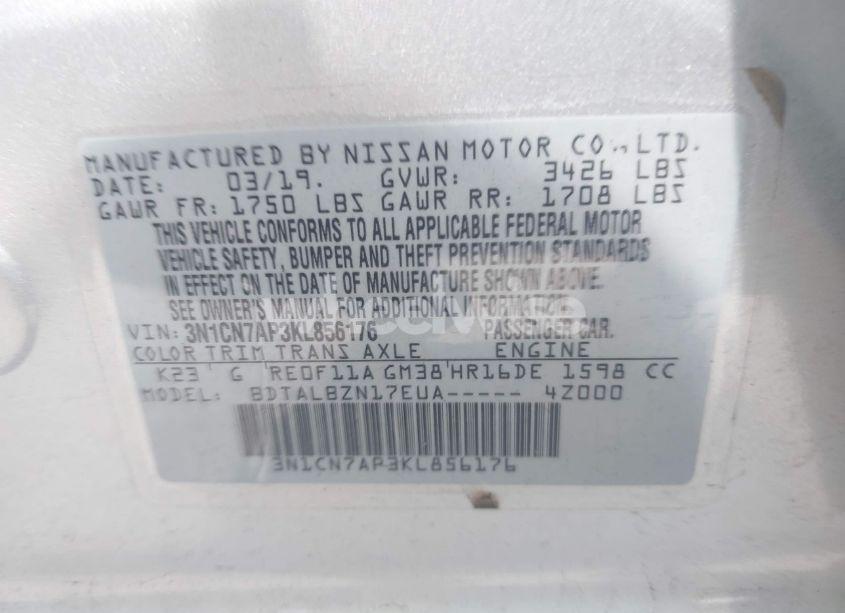 MANUFACTURED BY NISSAN MOTOR CO., LTD.
DATE: 03/19. GVWR: 3426 LBS
GAWR FR: 1750 LBS GAWR RR: 1708 LBS
THIS VEHICLE CONFORMS TO ALL APPLICABLE FEDERAL MOTOR
VEHICLE SAFETY, BUMPER AND THEFT PREVENTION STANDARDS
IN EFFECT ON THE DATE OF MANUFACTURE SHOWN ABOVE.
SEE OWNER'S MANUAL FOR ADDITIONAL INFORMATION.
VIN: 3N1CN7AP3KL856176 PASSENGER CAR.
COLOR TRIM TRANS AXLE ENGINE
K23 G RE0F11A GM38 HR16DE 1598 CC
MODEL: BDTALBZN17EUA----- 4Z000
3N1CN7AP3KL856176